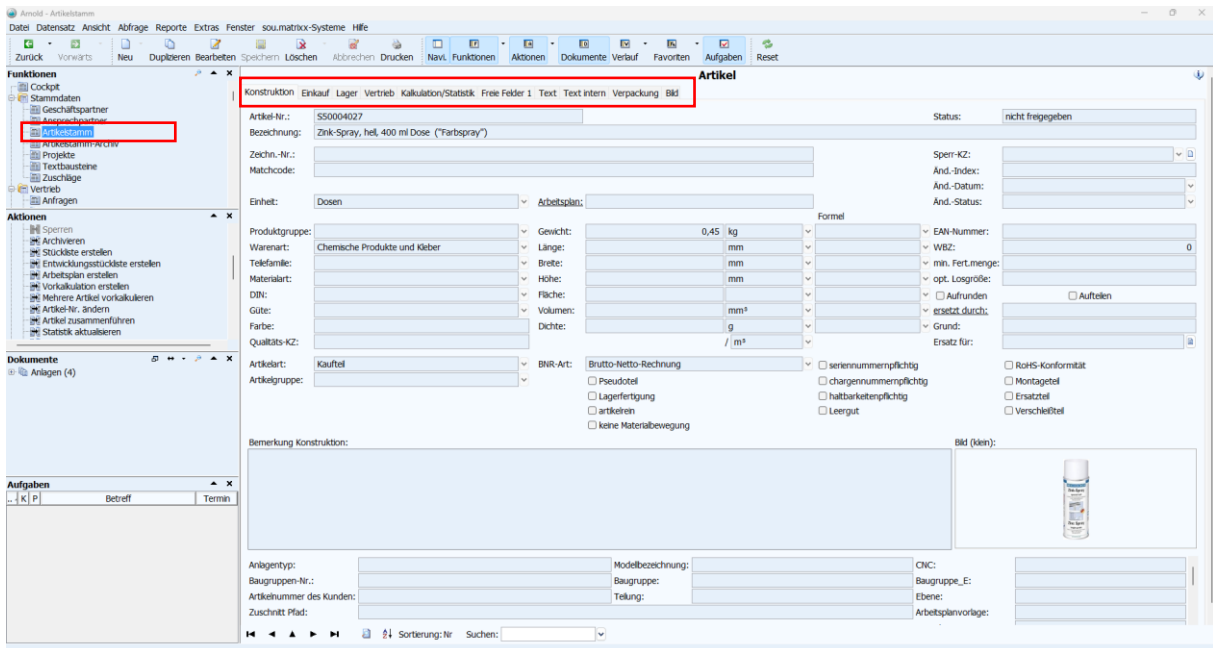 Arnold - Artikelstamm
Datei Datensatz Ansicht Abfrage Reporte Extras Fenster sou.matrixx-Systeme Hilfe
Zurück Vorwärts Neu Duplizieren Bearbeiten Speichern Löschen Abbrechen Drucken Navi. Funktionen Aktionen Dokumente Verlauf Favoriten Aufgaben Reset
Funktionen
Cockpit
Stammdaten
Geschäftspartner
Ansprechpartner
Artikelstamm
Artikelstamm-Archiv
Projekte
Textbausteine
Zuschläge
Vertrieb
Anfragen
Aktionen
Sperren
Archivieren
Stückliste erstellen
Entwicklungsstückliste erstellen
Arbeitsplan erstellen
Vorkalkulation erstellen
Mehrere Artikel vorkalkulieren
Artikel-Nr. ändern
Artikel zusammenführen
Statistik aktualisieren
Dokumente
Anlagen (4)
Aufgaben
... K P Betreff Termin
Artikel
Konstruktion Einkauf Lager Vertrieb Kalkulation/Statistik Freie Felder 1 Text Text intern Verpackung Bild
Artikel-Nr.: S50004027 Status: nicht freigegeben
Bezeichnung: Zink-Spray, hell, 400 ml Dose ("Farbspray")
Zeichn.-Nr.: Sperr-KZ:
Matchcode: Änd.-Index:
Änd.-Datum:
Einheit: Dosen Arbeitsplan: Änd.-Status:
Formel
Produktgruppe: Gewicht: 0,45 kg EAN-Nummer:
Warenart: Chemische Produkte und Kleber Länge: mm WBZ: 0
Teilefamilie: Breite: mm min. Fert.menge:
Materialart: Höhe: mm opt. Losgröße:
DIN: Fläche: Aufrunden Aufteilen
Güte: Volumen: mm³ ersetzt durch:
Farbe: Dichte: g Grund:
Qualitäts-KZ: / m³ Ersatz für:
Artikelart: Kaufteil BNR-Art: Brutto-Netto-Rechnung seriennummernpflichtig RoHS-Konformität
Artikelgruppe: Pseudoteil chargennummernpflichtig Montageteil
Lagerfertigung haltbarkeitenpflichtig Ersatzteil
artikelrein Leergut Verschleißteil
keine Materialbewegung
Bemerkung Konstruktion: Bild (klein):
Zink-Spray
Anlagentyp: Modellbezeichnung: CNC:
Baugruppen-Nr.: Baugruppe: Baugruppe_E:
Artikelnummer des Kunden: Teilung: Ebene:
Zuschnitt Pfad: Arbeitsplanvorlage:
Sortierung: Nr Suchen: